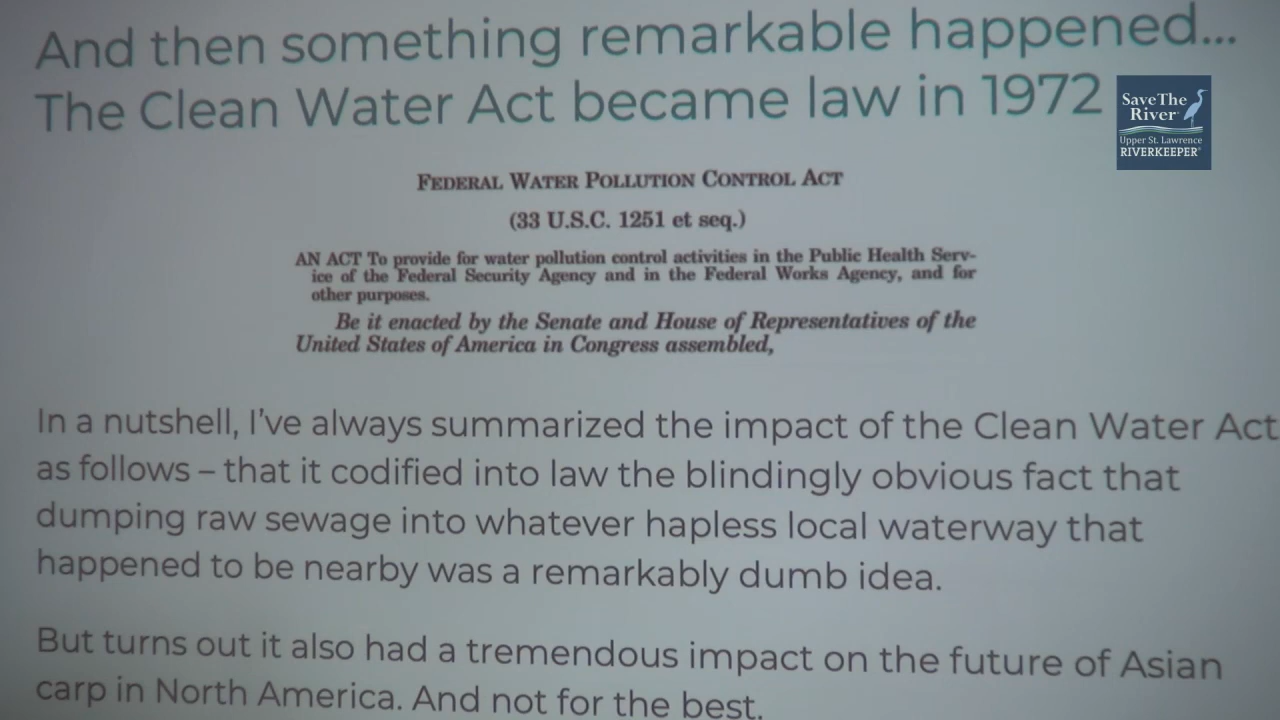 And then something remarkable happened...
The Clean Water Act became law in 1972
Save The
River
Upper St. Lawrence
RIVERKEEPER
FEDERAL WATER POLLUTION CONTROL ACT
(33 U.S.C. 1251 et seq.)
AN ACT To provide for water pollution control activities in the Public Health Serv-
ice of the Federal Security Agency and in the Federal Works Agency, and for
other purposes.
Be it enacted by the Senate and House of Representatives of the
United States of America in Congress assembled,
In a nutshell, I've always summarized the impact of the Clean Water Act
as follows – that it codified into law the blindingly obvious fact that
dumping raw sewage into whatever hapless local waterway that
happened to be nearby was a remarkably dumb idea.
But turns out it also had a tremendous impact on the future of Asian
carp in North America. And not for the best.